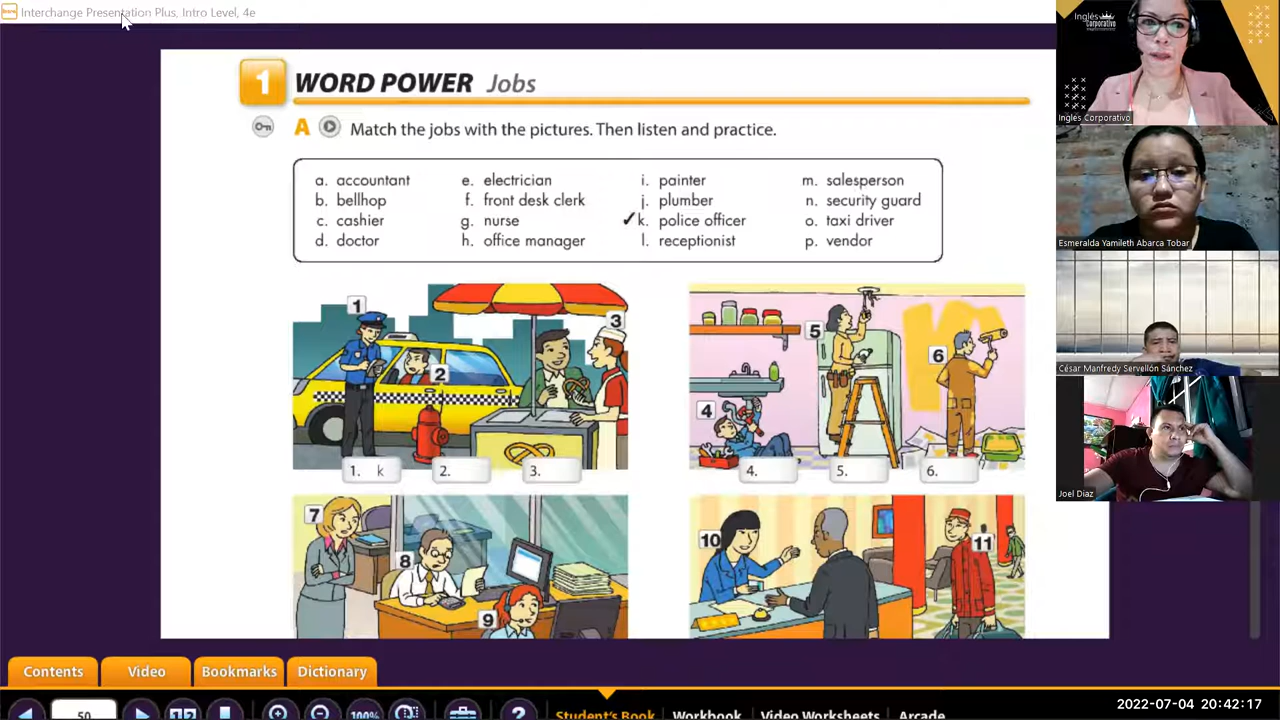 Interchange Presentation Plus, Intro Level, 4e
1 WORD POWER Jobs
A Match the jobs with the pictures. Then listen and practice.
a. accountant e. electrician i. painter m. salesperson
b. bellhop f. front desk clerk j. plumber n. security guard
c. cashier g. nurse ✓k. police officer o. taxi driver
d. doctor h. office manager l. receptionist p. vendor
1
2
3
1. k 2. 3.
4
5
6
4. 5. 6.
7
8
9
10
11
Contents Video Bookmarks Dictionary
50 100% ? Student's Book Workbook Video Worksheets Arcade
Inglés
Corporativo
Inglés Corporativo
Esmeralda Yamileth Abarca Tobar
César Manfredy Servellón Sánchez
Joel Diaz
2022-07-04 20:42:17